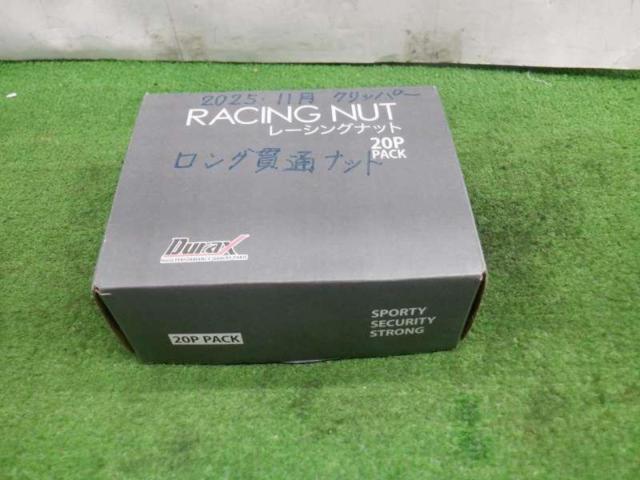 2025.11月 クリッパー
RACING NUT
レーシングナット
20P
PACK
ロング貫通ナット
Durax
20P PACK
SPORTY
SECURITY
STRONG